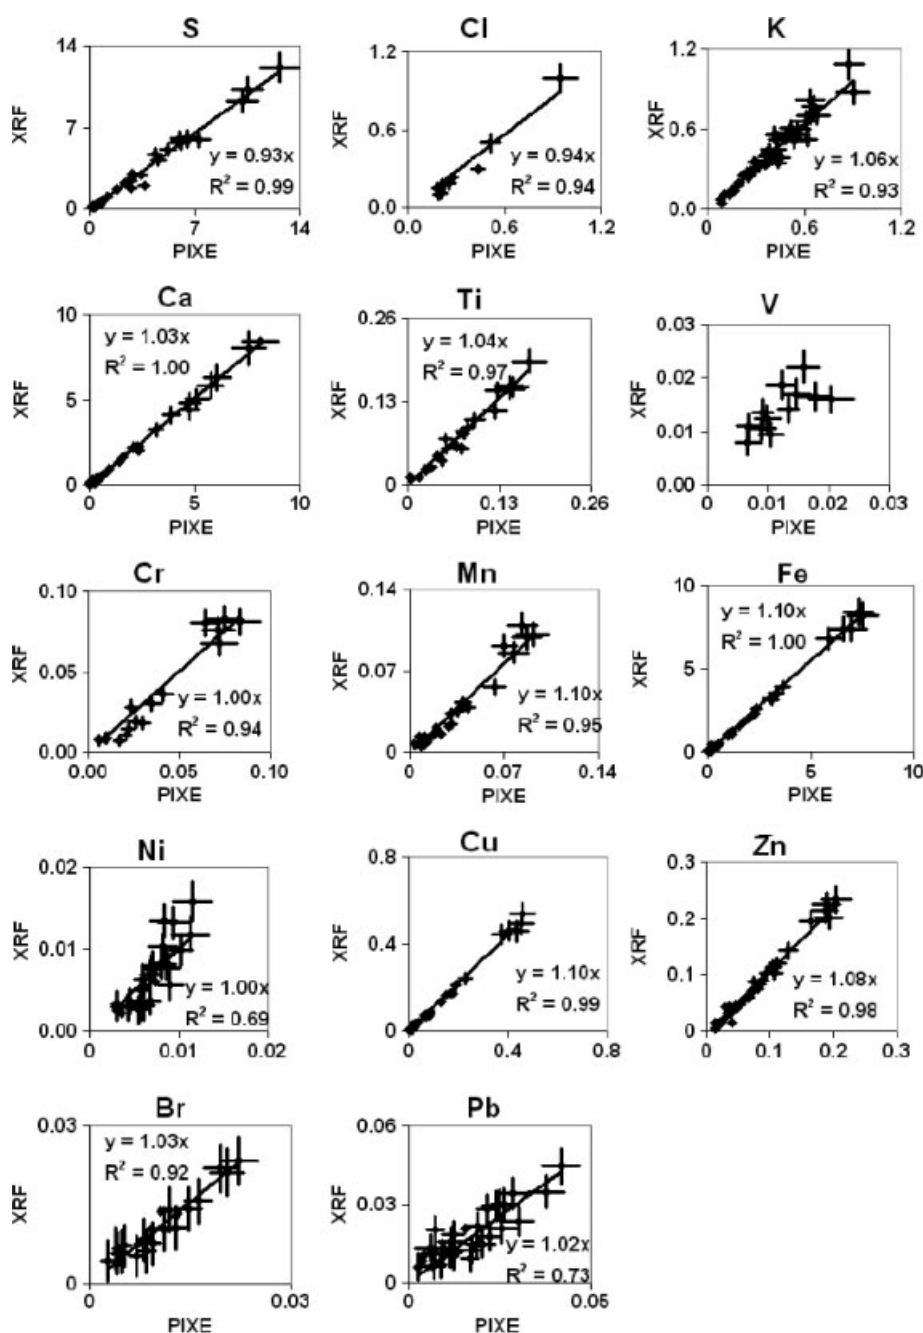 S
14
XRF
7
y = 0.93x
R² = 0.99
0
0
7
14
PIXE
Cl
1.2
XRF
0.6
y = 0.94x
R² = 0.94
0.0
0.0
0.6
1.2
PIXE
K
1.2
XRF
0.6
y = 1.06x
R² = 0.93
0.0
0.0
0.6
1.2
PIXE
Ca
10
y = 1.03x
R² = 1.00
XRF
5
0
0
5
10
PIXE
Ti
0.26
y = 1.04x
R² = 0.97
XRF
0.13
0
0
0.13
0.26
PIXE
V
0.03
0.02
XRF
0.01
0.00
0
0.01
0.02
0.03
PIXE
Cr
0.10
XRF
0.05
y = 1.00x
R² = 0.94
0.00
0.00
0.05
0.10
PIXE
Mn
0.14
XRF
0.07
y = 1.10x
R² = 0.95
0
0
0.07
0.14
PIXE
Fe
10
y = 1.10x
R² = 1.00
XRF
5
0
0
5
10
PIXE
Ni
0.02
XRF
0.01
y = 1.00x
R² = 0.69
0.00
0
0.01
0.02
PIXE
Cu
0.8
XRF
0.4
y = 1.10x
R² = 0.99
0
0
0.4
0.8
PIXE
Zn
0.3
0.2
XRF
0.1
y = 1.08x
R² = 0.98
0
0
0.1
0.2
0.3
PIXE
Br
0.03
y = 1.03x
R² = 0.92
XRF
0
0
0.03
PIXE
Pb
0.06
XRF
0.03
y = 1.02x
R² = 0.73
0
0
0.05
PIXE